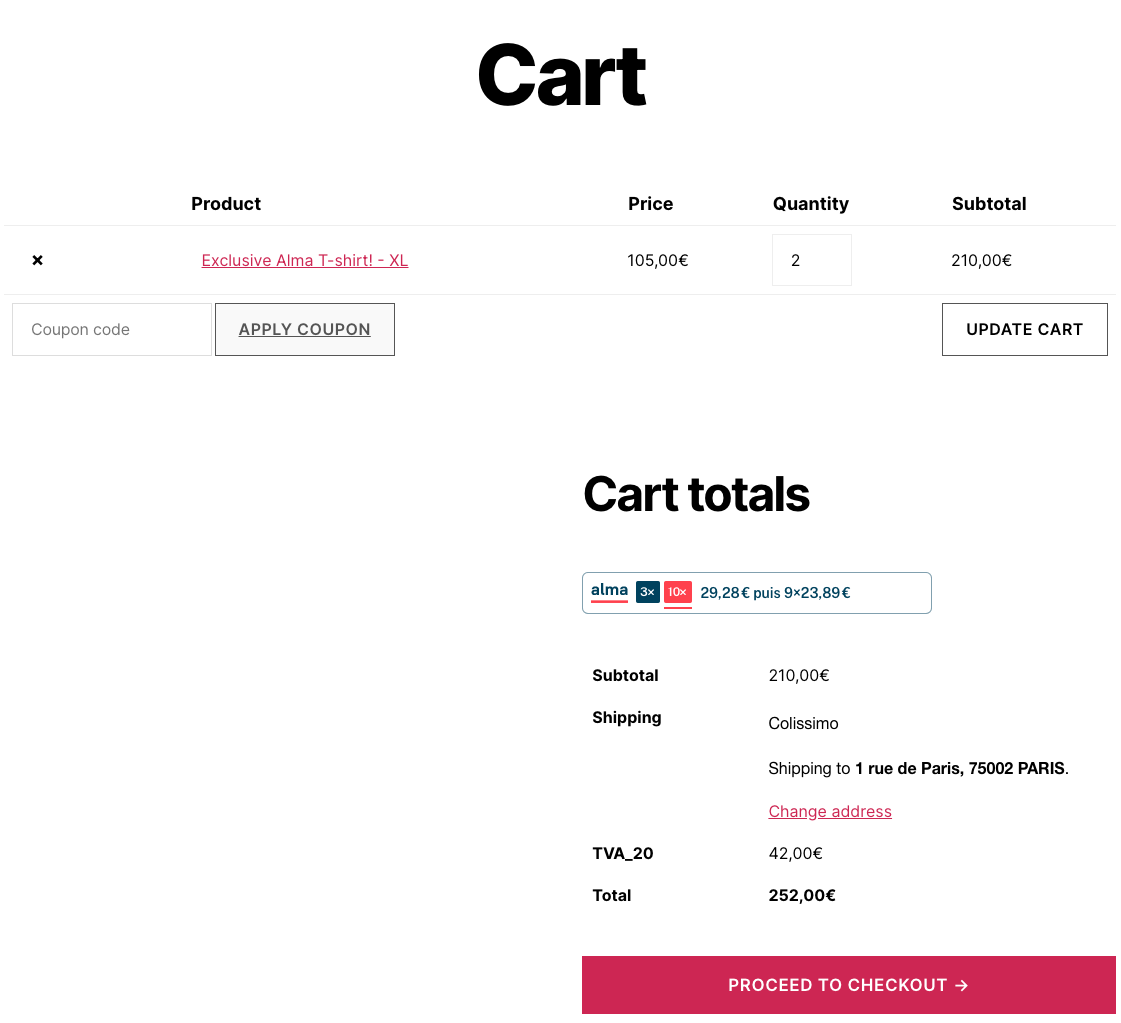 Cart
Product Price Quantity Subtotal
× Exclusive Alma T-shirt! - XL 105,00€ 2 210,00€
Coupon code APPLY COUPON UPDATE CART
Cart totals
alma 3× 10× 29,28 € puis 9×23,89 €
Subtotal 210,00€
Shipping Colissimo
Shipping to 1 rue de Paris, 75002 PARIS.
Change address
TVA_20 42,00€
Total 252,00€
PROCEED TO CHECKOUT →